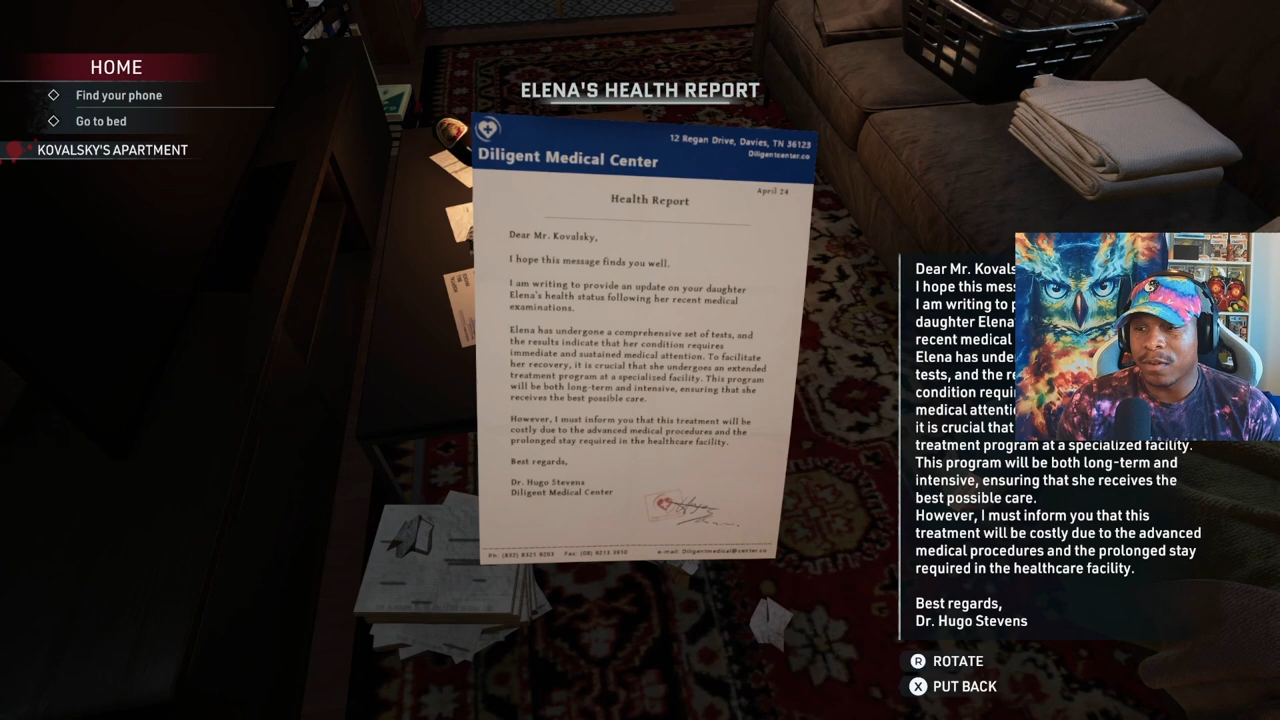 HOME
Find your phone
Go to bed
KOVALSKY'S APARTMENT
ELENA'S HEALTH REPORT
12 Regan Drive, Davies, TN 36123
Diligentcenter.co
Diligent Medical Center
April 24
Health Report
Dear Mr. Kovalsky,
I hope this message finds you well.
I am writing to provide an update on your daughter
Elena's health status following her recent medical
examinations.
Elena has undergone a comprehensive set of tests, and
the results indicate that her condition requires
immediate and sustained medical attention. To facilitate
her recovery, it is crucial that she undergoes an extended
treatment program at a specialized facility. This program
will be both long-term and intensive, ensuring that she
receives the best possible care.
However, I must inform you that this treatment will be
costly due to the advanced medical procedures and the
prolonged stay required in the healthcare facility.
Best regards,
Dr. Hugo Stevens
Diligent Medical Center
e-mail: Diligentmedical@center.co
Dear Mr. Kovals
I hope this mess
I am writing to p
daughter Elena
recent medical
Elena has unde
tests, and the re
condition requi
medical attenti
it is crucial that
treatment program at a specialized facility.
This program will be both long-term and
intensive, ensuring that she receives the
best possible care.
However, I must inform you that this
treatment will be costly due to the advanced
medical procedures and the prolonged stay
required in the healthcare facility.
Best regards,
Dr. Hugo Stevens
R ROTATE
X PUT BACK